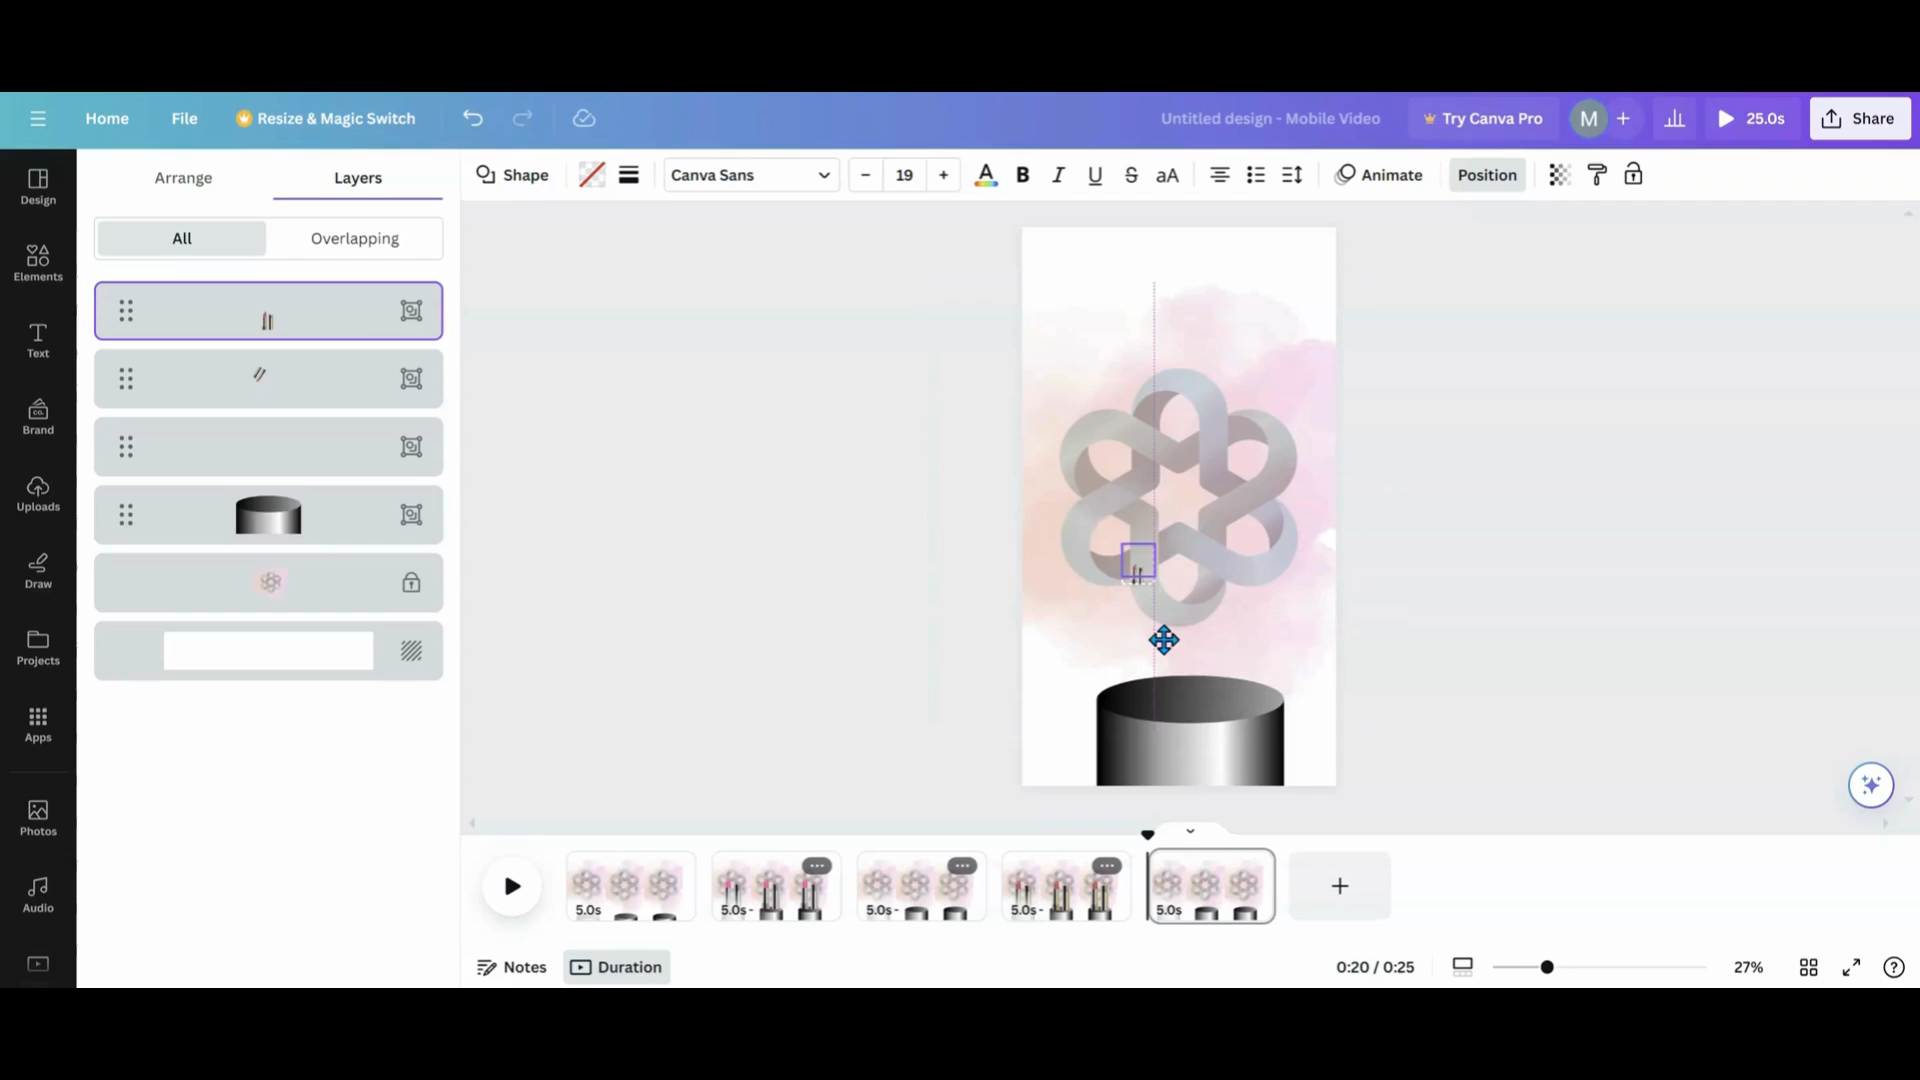 Home File Resize & Magic Switch Untitled design - Mobile Video Try Canva Pro M 25.0s Share
Design
Elements
Text
Brand
Uploads
Draw
Projects
Apps
Photos
Audio
Arrange Layers
All Overlapping
Shape Canva Sans 19 A B I U S aA Animate Position
5.0s 5.0s 5.0s 5.0s 5.0s
Notes Duration 0:20 / 0:25 27%